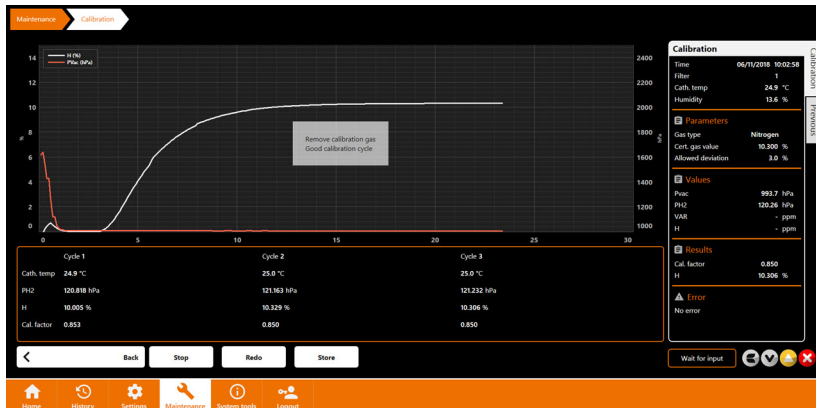 Maintenance
Calibration
H (%)
PVac (hPa)
14
12
10
8
6
4
2
0
%
2400
2200
2000
1800
1600
1400
1200
1000
hPa
0 5 10 15 20 25 30
Remove calibration gas
Good calibration cycle
Cycle 1 Cycle 2 Cycle 3
Cath. temp 24.9 °C 25.0 °C 25.0 °C
PH2 120.818 hPa 121.163 hPa 121.232 hPa
H 10.005 % 10.329 % 10.306 %
Cal. factor 0.853 0.850 0.850
Back Stop Redo Store
Calibration
Time 06/11/2018 10:02:58
Filter 1
Cath. temp 24.9 °C
Humidity 13.6 %
Parameters
Gas type Nitrogen
Cert. gas value 10.300 %
Allowed deviation 3.0 %
Values
Pvac 993.7 hPa
PH2 120.26 hPa
VAR - ppm
H - ppm
Results
Cal. factor 0.850
H 10.306 %
Error
No error
Calibration
Previous
Wait for input
Home History Settings Maintenance System tools Logout